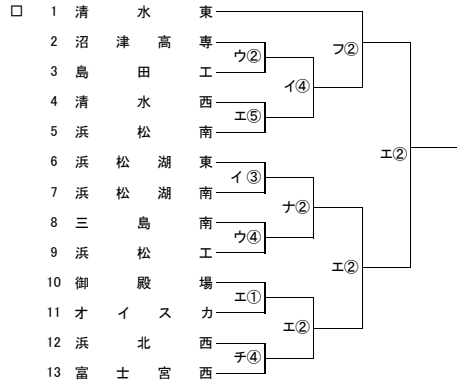 □ 1 清水東
2 沼津高専
ウ② フ②
3 島田工
イ④
4 清水西
エ⑤
5 浜松南
エ②
6 浜松湖東
イ③
7 浜松湖南
ナ②
8 三島南
ウ④
9 浜松工
エ②
10 御殿場
エ①
11 オイスカ
エ②
12 浜北西
チ④
13 富士宮西